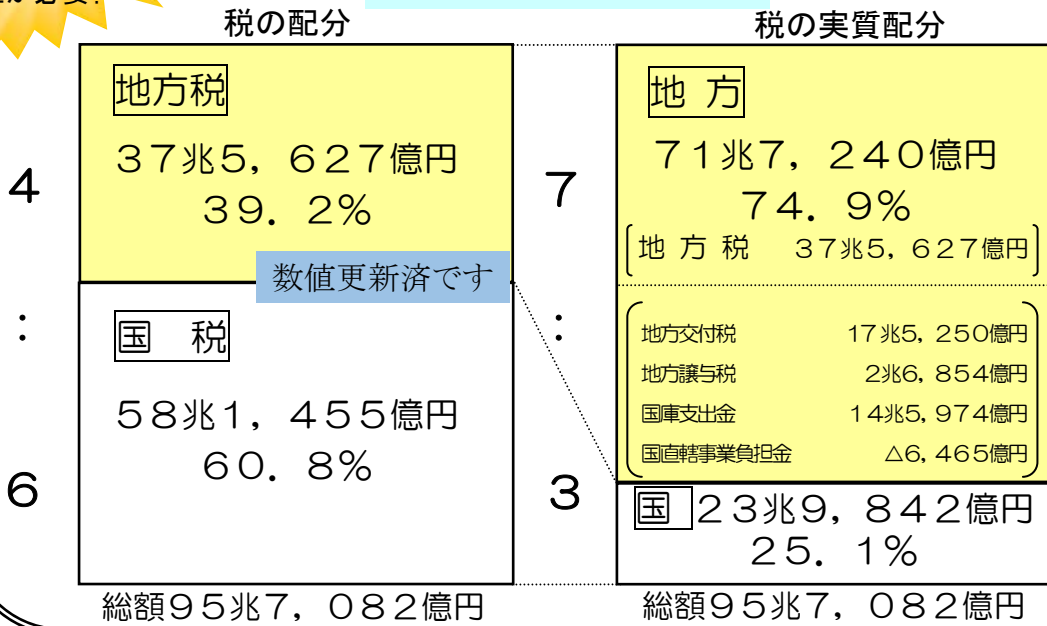 が必要!
税の配分
地方税
37兆5,627億円
39.2%
4
:
6
数値更新済です
国 税
58兆1,455億円
60.8%
総額95兆7,082億円
税の実質配分
地 方
71兆7,240億円
74.9%
地 方 税 37兆5,627億円
7
:
3
地方交付税 17兆5,250億円
地方譲与税 2兆6,854億円
国庫支出金 14兆5,974億円
国直轄事業負担金 △6,465億円
国 23兆9,842億円
25.1%
総額95兆7,082億円